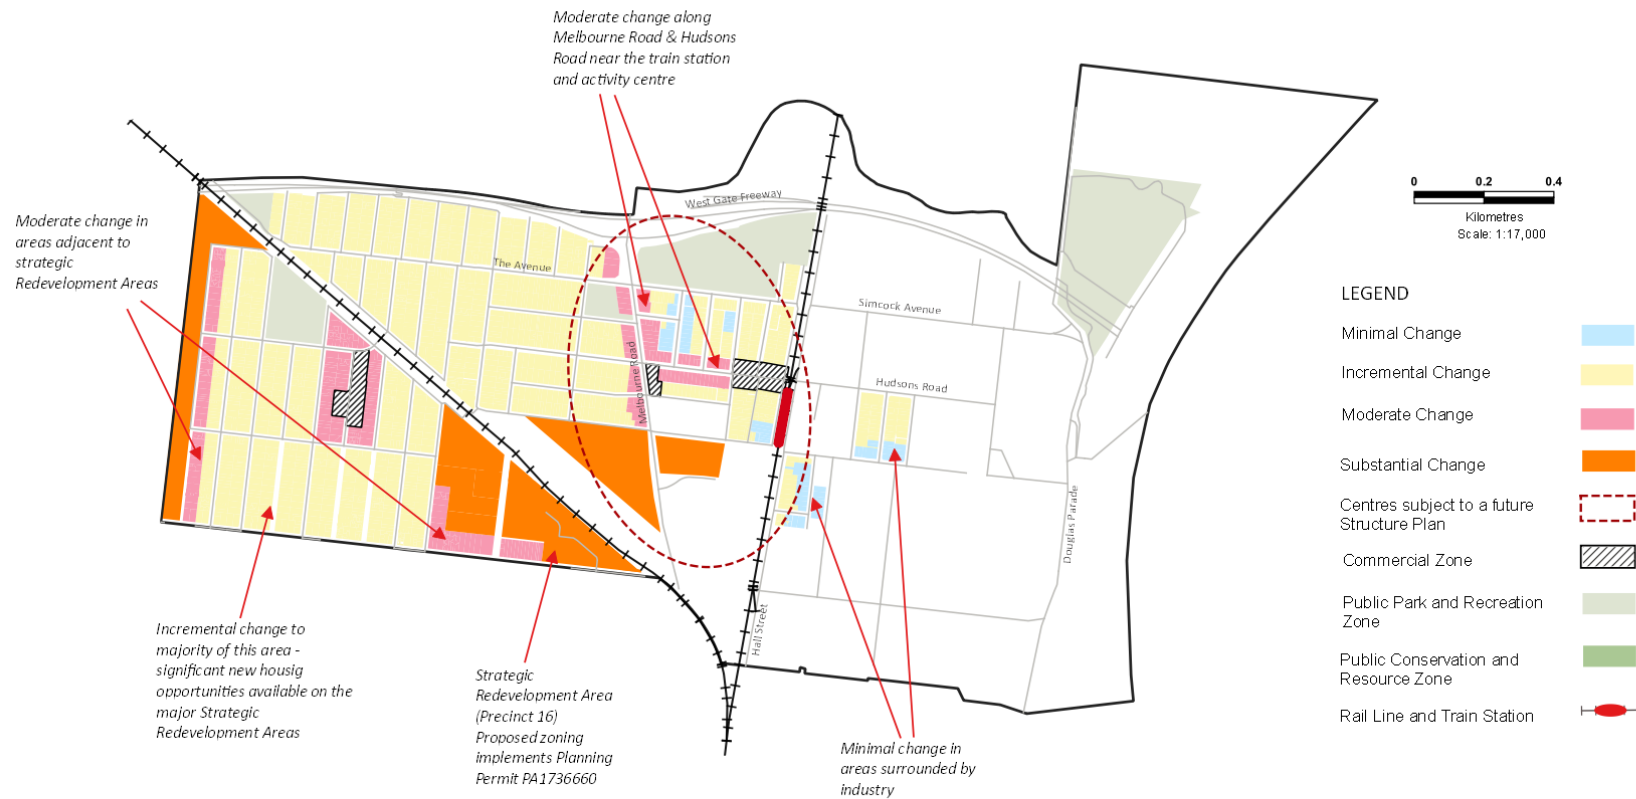 Moderate change along
Melbourne Road & Hudsons
Road near the train station
and activity centre
Moderate change in
areas adjacent to
strategic
Redevelopment Areas
West Gate Freeway
The Avenue
Simcock Avenue
Melbourne Road
Hudsons Road
Douglas Parade
Hall Street
Incremental change to
majority of this area -
significant new housig
opportunities available on the
major Strategic
Redevelopment Areas
Strategic
Redevelopment Area
(Precinct 16)
Proposed zoning
implements Planning
Permit PA1736660
Minimal change in
areas surrounded by
industry
0 0.2 0.4
Kilometres
Scale: 1:17,000
LEGEND
Minimal Change
Incremental Change
Moderate Change
Substantial Change
Centres subject to a future
Structure Plan
Commercial Zone
Public Park and Recreation
Zone
Public Conservation and
Resource Zone
Rail Line and Train Station